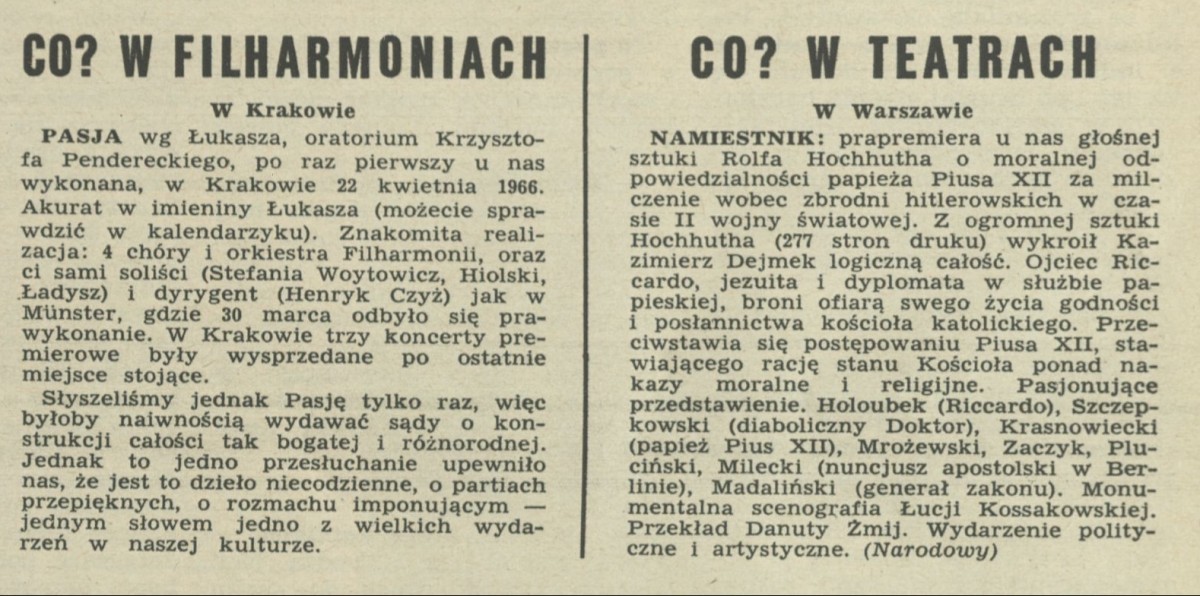 CO? W FILHARMONIACH
W Krakowie
PASJA wg Łukasza, oratorium Krzyszto-
fa Pendereckiego, po raz pierwszy u nas
wykonana, w Krakowie 22 kwietnia 1966.
Akurat w imieniny Łukasza (możecie spra-
wdzić w kalendarzyku). Znakomita reali-
zacja: 4 chóry i orkiestra Filharmonii, oraz
ci sami soliści (Stefania Woytowicz, Hiolski,
Ładysz) i dyrygent (Henryk Czyż) jak w
Münster, gdzie 30 marca odbyło się pra-
wykonanie. W Krakowie trzy koncerty pre-
mierowe były wysprzedane po ostatnie
miejsce stojące.
Słyszeliśmy jednak Pasję tylko raz, więc
byłoby naiwnością wydawać sądy o kon-
strukcji całości tak bogatej i różnorodnej.
Jednak to jedno przesłuchanie upewniło
nas, że jest to dzieło niecodzienne, o partiach
przepięknych, o rozmachu imponującym —
jednym słowem jedno z wielkich wyda-
rzeń w naszej kulturze.
CO? W TEATRACH
W Warszawie
NAMIESTNIK: prapremiera u nas głośnej
sztuki Rolfa Hochhutha o moralnej od-
powiedzialności papieża Piusa XII za mil-
czenie wobec zbrodni hitlerowskich w cza-
sie II wojny światowej. Z ogromnej sztuki
Hochhutha (277 stron druku) wykroił Ka-
zimierz Dejmek logiczną całość. Ojciec Ric-
cardo, jezuita i dyplomata w służbie pa-
pieskiej, broni ofiarą swego życia godności
i posłannictwa kościoła katolickiego. Prze-
ciwstawia się postępowaniu Piusa XII, sta-
wiającego rację stanu Kościoła ponad na-
kazy moralne i religijne. Pasjonujące
przedstawienie. Holoubek (Riccardo), Szczep-
kowski (diaboliczny Doktor), Krasnowiecki
(papież Pius XII), Mrożewski, Zaczyk, Plu-
ciński, Milecki (nuncjusz apostolski w Ber-
linie), Madaliński (generał zakonu). Monu-
mentalna scenografia Łucji Kossakowskiej.
Przekład Danuty Żmij. Wydarzenie polity-
czne i artystyczne. (Narodowy)